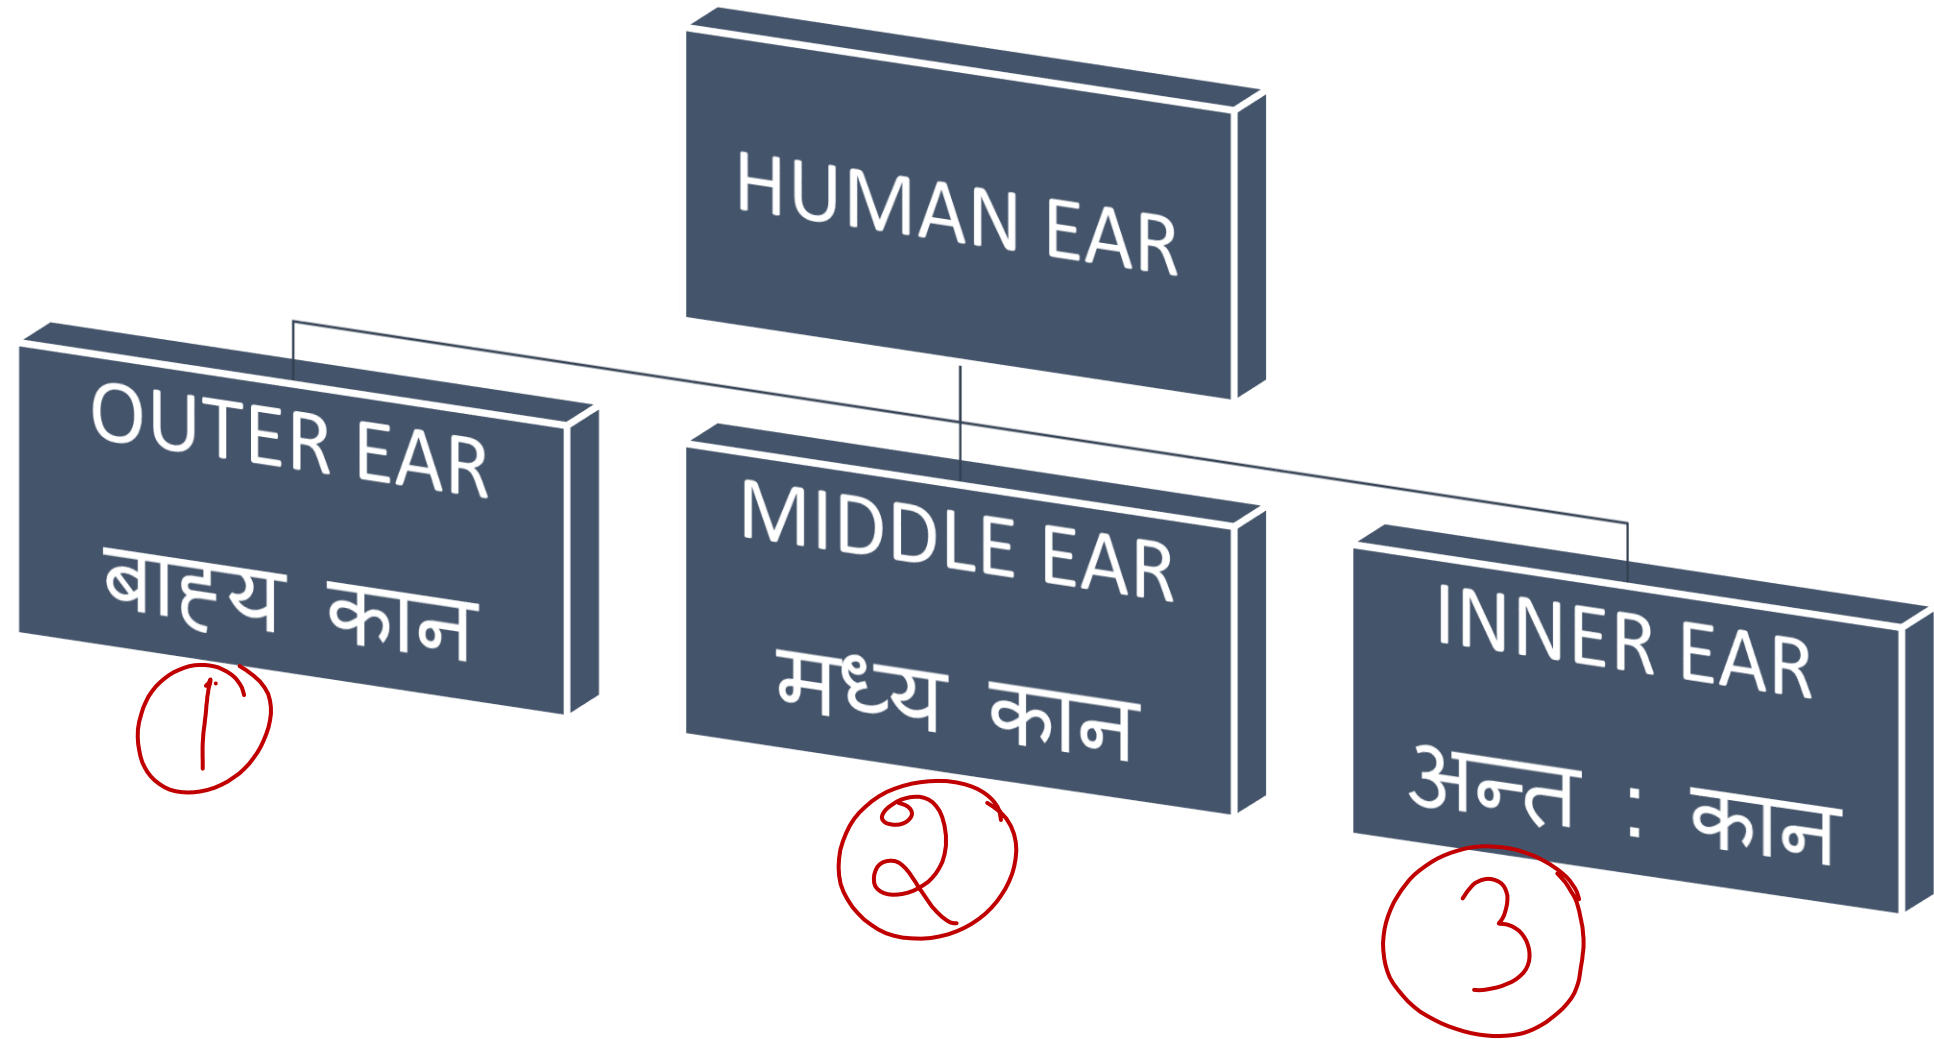 HUMAN EAR
OUTER EAR
बाह्य कान
1
MIDDLE EAR
मध्य कान
2
INNER EAR
अन्त : कान
3